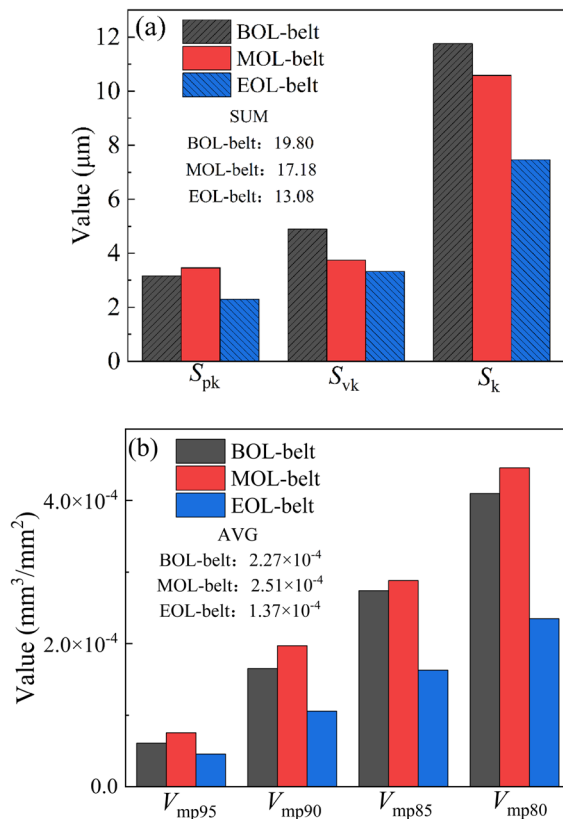 (a)
BOL-belt
MOL-belt
EOL-belt
SUM
BOL-belt: 19.80
MOL-belt: 17.18
EOL-belt: 13.08
Value (μm)
12
10
8
6
4
2
0
Spk
Svk
Sk
(b)
BOL-belt
MOL-belt
EOL-belt
AVG
BOL-belt: 2.27×10⁻⁴
MOL-belt: 2.51×10⁻⁴
EOL-belt: 1.37×10⁻⁴
Value (mm³/mm²)
4.0×10⁻⁴
2.0×10⁻⁴
0.0
Vmp95
Vmp90
Vmp85
Vmp80